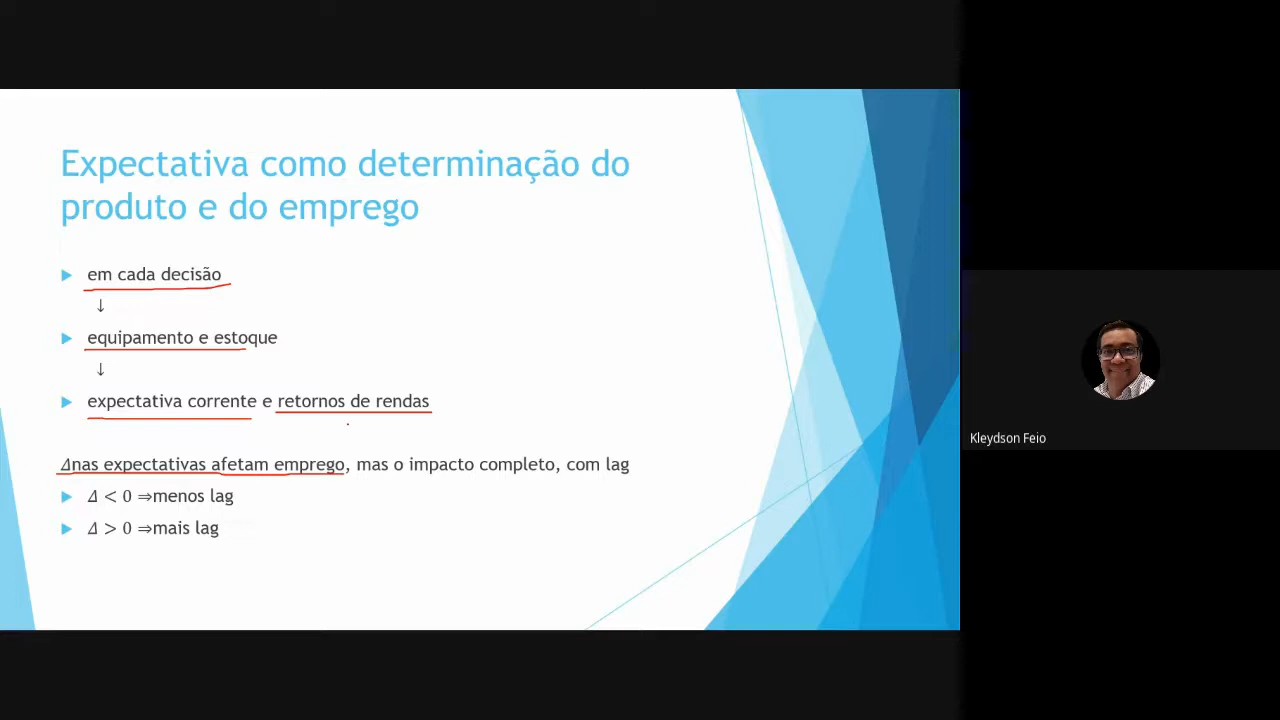 Expectativa como determinação do
produto e do emprego
em cada decisão
↓
equipamento e estoque
↓
expectativa corrente e retornos de rendas
𝛥nas expectativas afetam emprego, mas o impacto completo, com lag
𝛥 < 0 ⇒menos lag
𝛥 > 0 ⇒mais lag
Kleydson Feio